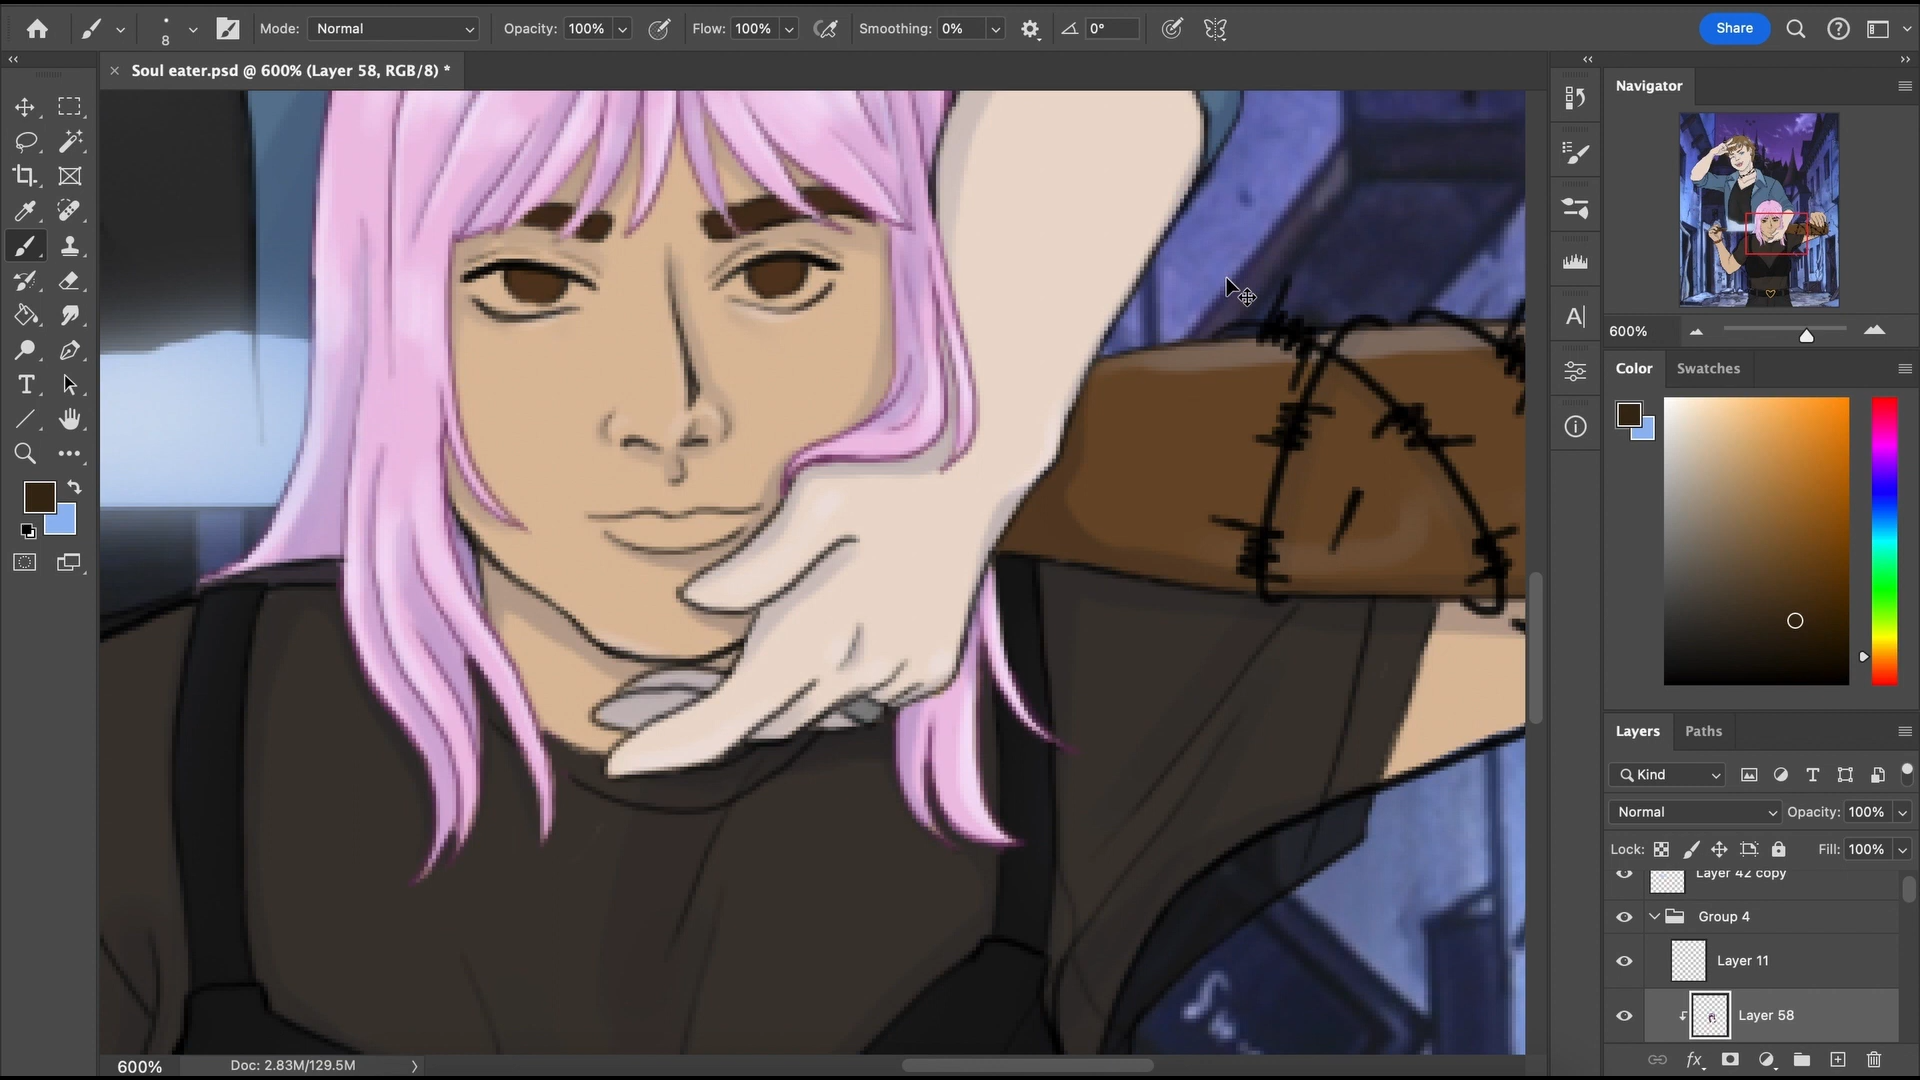 8
Mode: Normal
Opacity: 100%
Flow: 100%
Smoothing: 0%
0°
Share
Soul eater.psd @ 600% (Layer 58, RGB/8) *
Navigator
600%
Color
Swatches
Layers
Paths
Kind
Normal
Opacity: 100%
Lock:
Fill: 100%
Layer 42 copy
Group 4
Layer 11
Layer 58
600%
Doc: 2.83M/129.5M